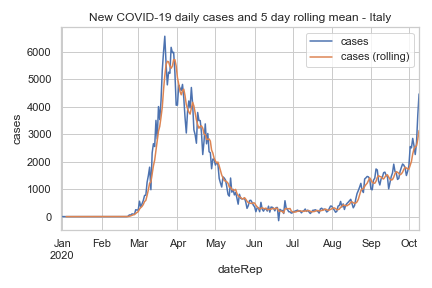 New COVID-19 daily cases and 5 day rolling mean - Italy
cases
cases (rolling)
6000
5000
4000
3000
2000
1000
0
cases
Jan Feb Mar Apr May Jun Jul Aug Sep Oct
2020
dateRep